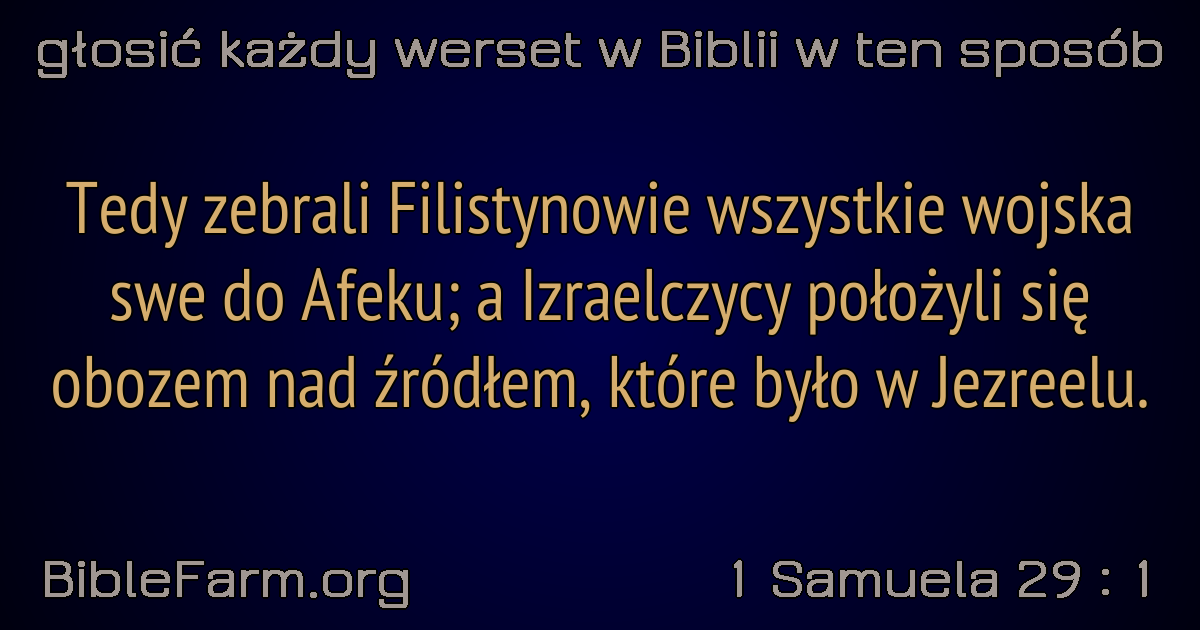 głosić każdy werset w Biblii w ten sposób
Tedy zebrali Filistynowie wszystkie wojska
swe do Afeku; a Izraelczycy położyli się
obozem nad źródłem, które było w Jezreelu.
BibleFarm.org
1 Samuela 29 : 1